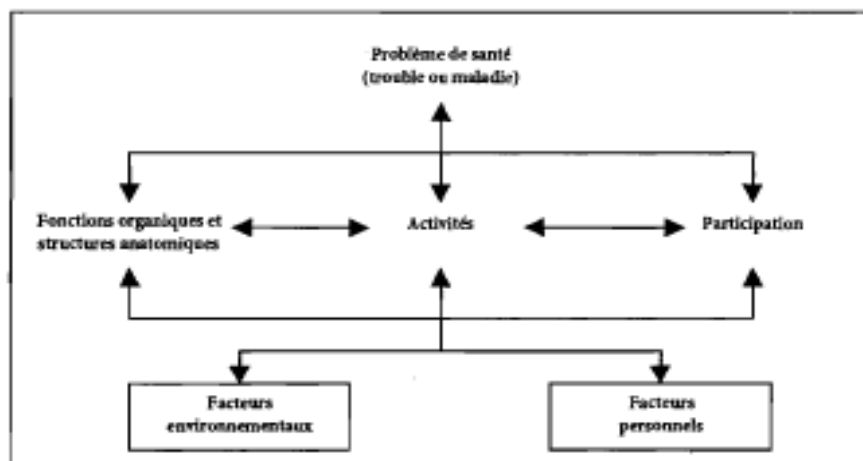 Problème de santé
(trouble ou maladie)
Fonctions organiques et
structures anatomiques
Activités
Participation
Facteurs
environnementaux
Facteurs
personnels